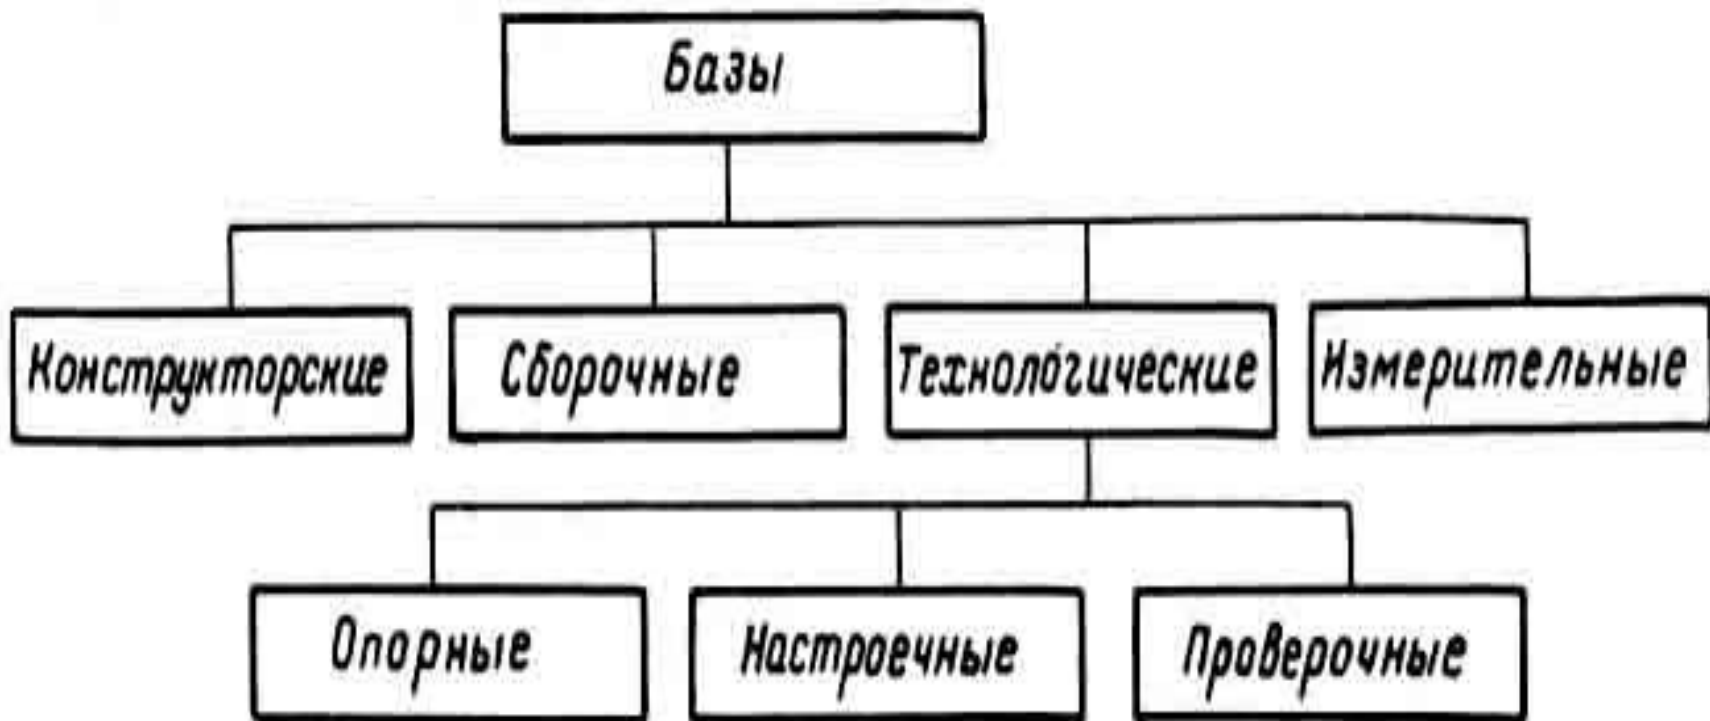 Базы
Конструкторские
Сборочные
Технологические
Измерительные
Опорные
Настроечные
Проверочные